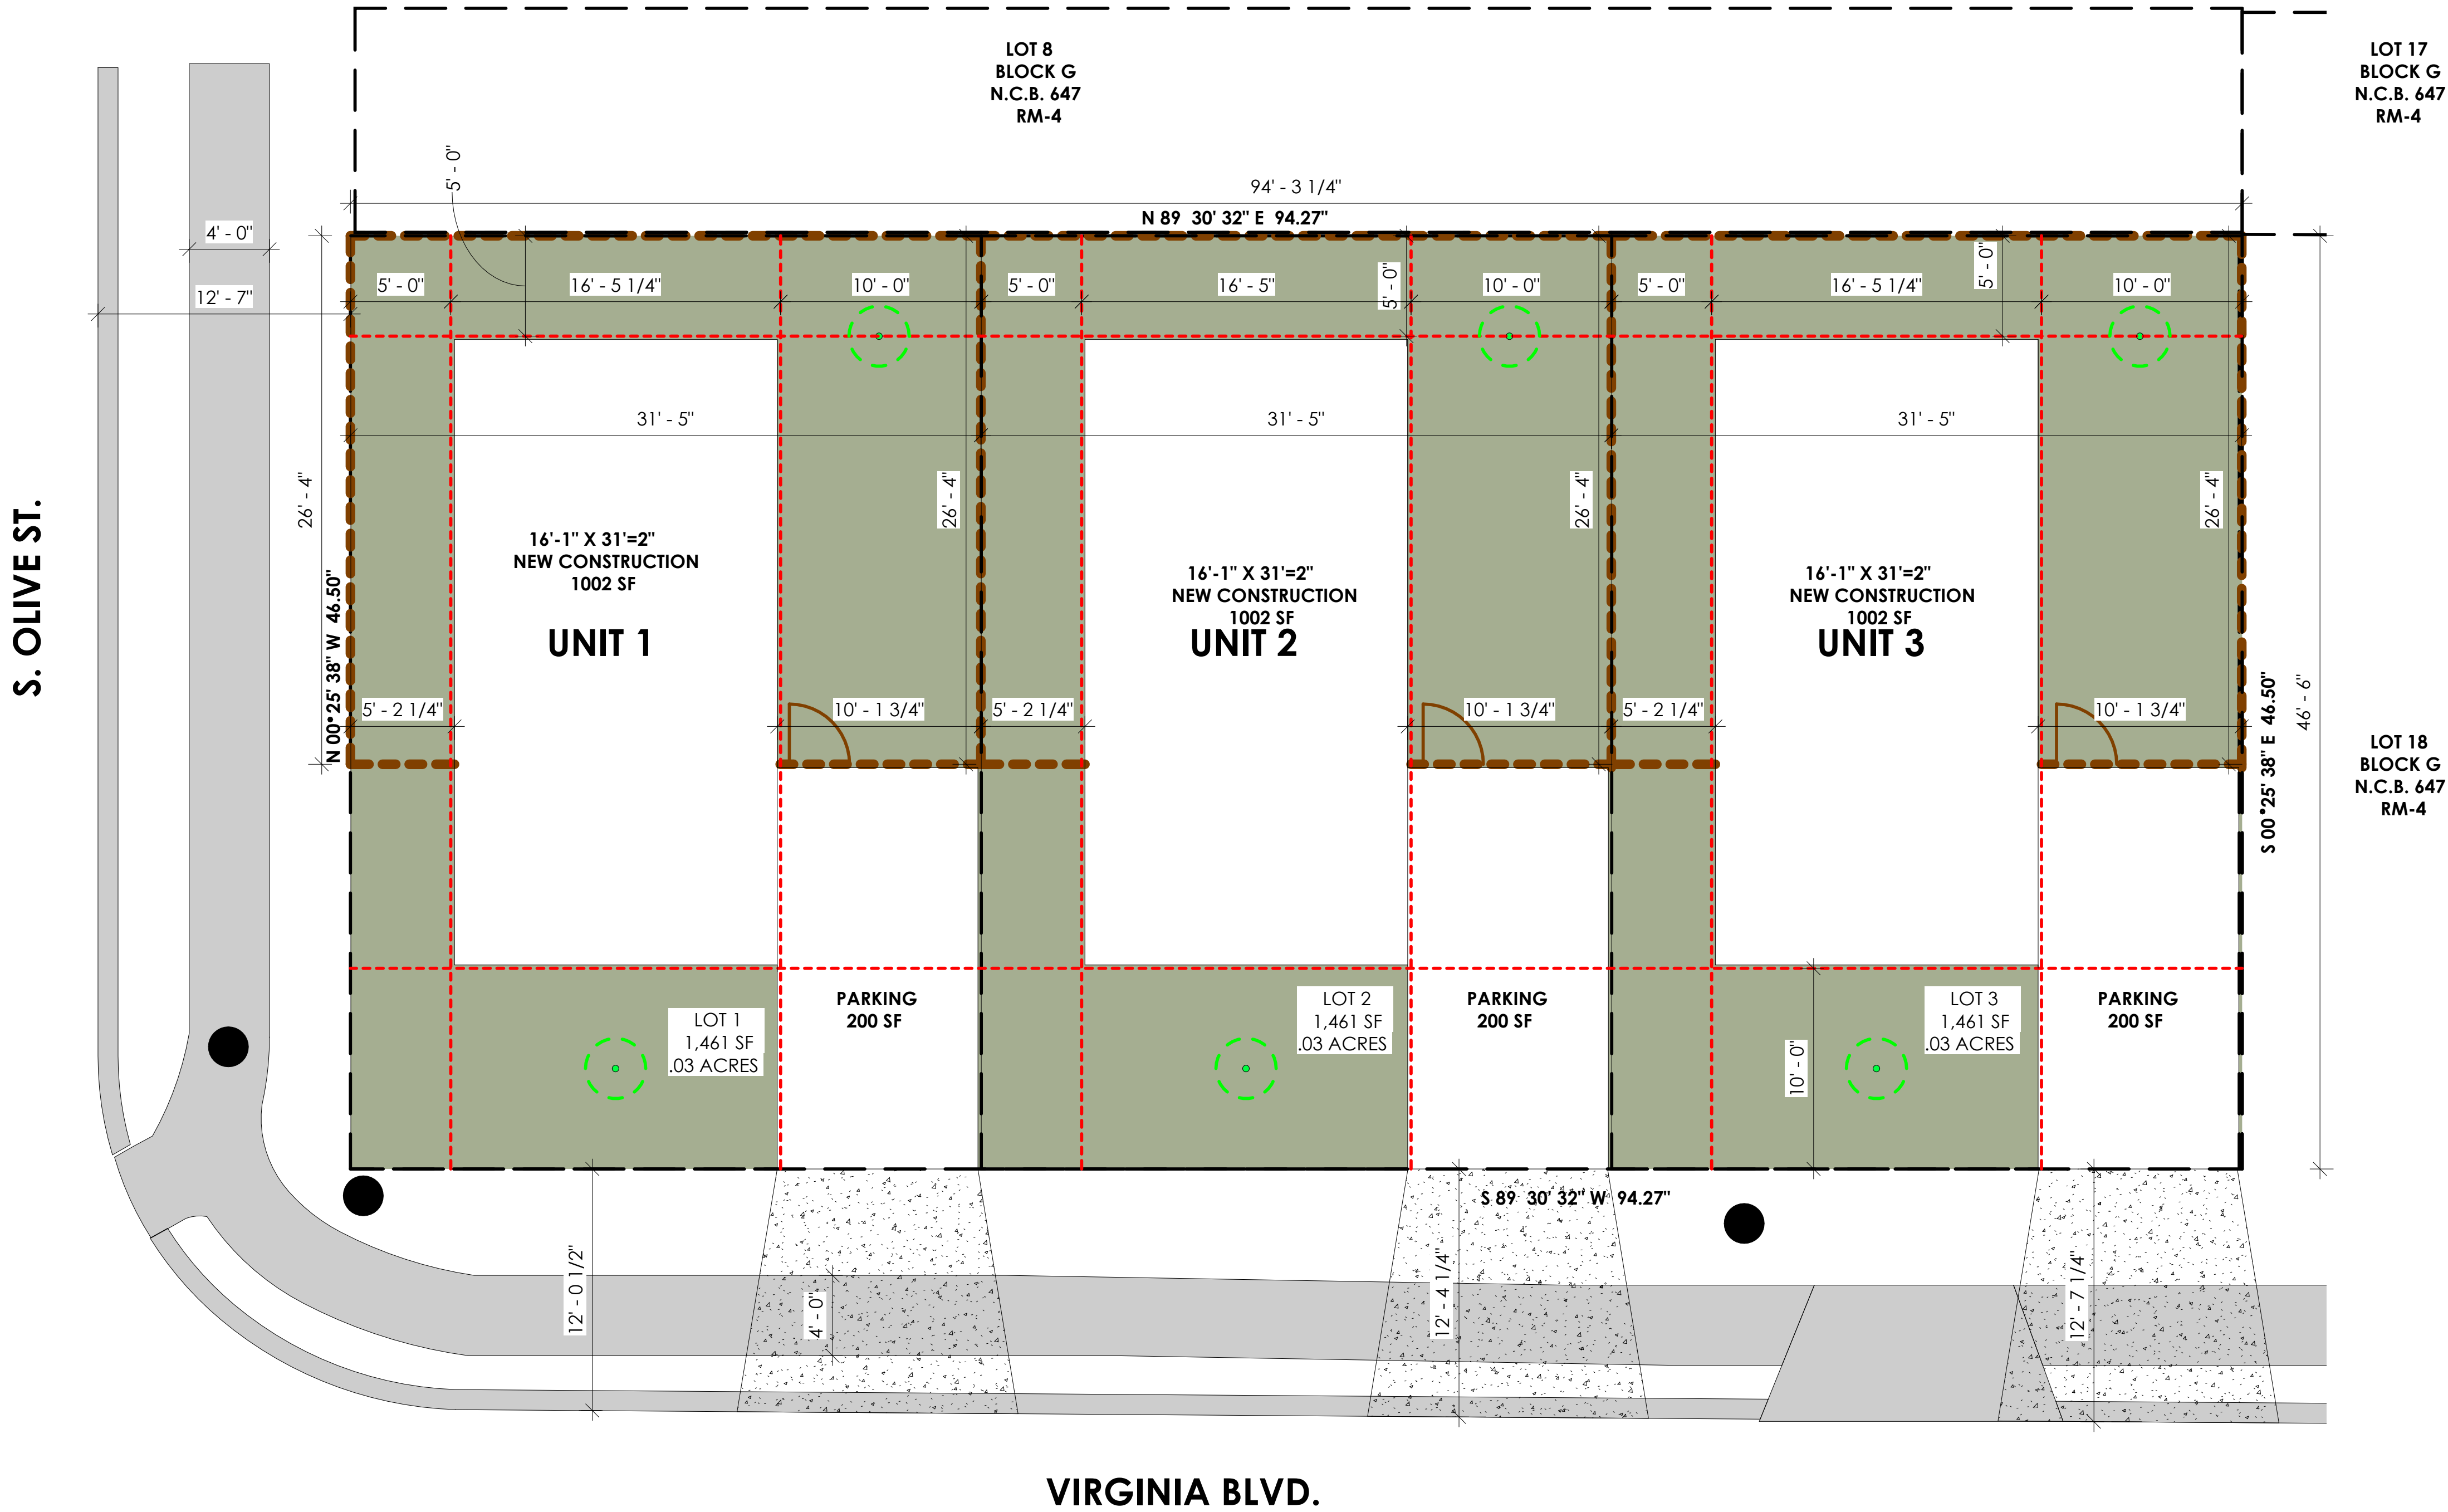 LOT 8
BLOCK G
N.C.B. 647
RM-4
LOT 17
BLOCK G
N.C.B. 647
RM-4
5' - 0"
94' - 3 1/4"
N 89 30' 32" E 94.27"
4' - 0"
12' - 7"
5' - 0"
16' - 5 1/4"
10' - 0"
5' - 0"
16' - 5"
5' - 0"
10' - 0"
5' - 0"
16' - 5 1/4"
5' - 0"
10' - 0"
31' - 5"
31' - 5"
31' - 5"
26' - 4"
26' - 4"
26' - 4"
26' - 4"
S. OLIVE ST.
N 00°25' 38" W 46.50"
16'-1" X 31'=2"
NEW CONSTRUCTION
1002 SF
UNIT 1
16'-1" X 31'=2"
NEW CONSTRUCTION
1002 SF
UNIT 2
16'-1" X 31'=2"
NEW CONSTRUCTION
1002 SF
UNIT 3
5' - 2 1/4"
10' - 1 3/4"
5' - 2 1/4"
10' - 1 3/4"
5' - 2 1/4"
10' - 1 3/4"
S 00°25' 38" E 46.50"
46' - 6"
LOT 18
BLOCK G
N.C.B. 647
RM-4
LOT 1
1,461 SF
.03 ACRES
PARKING
200 SF
LOT 2
1,461 SF
.03 ACRES
PARKING
200 SF
10' - 0"
LOT 3
1,461 SF
.03 ACRES
PARKING
200 SF
S 89 30' 32" W 94.27"
12' - 0 1/2"
4' - 0"
12' - 4 1/4"
12' - 7 1/4"
VIRGINIA BLVD.